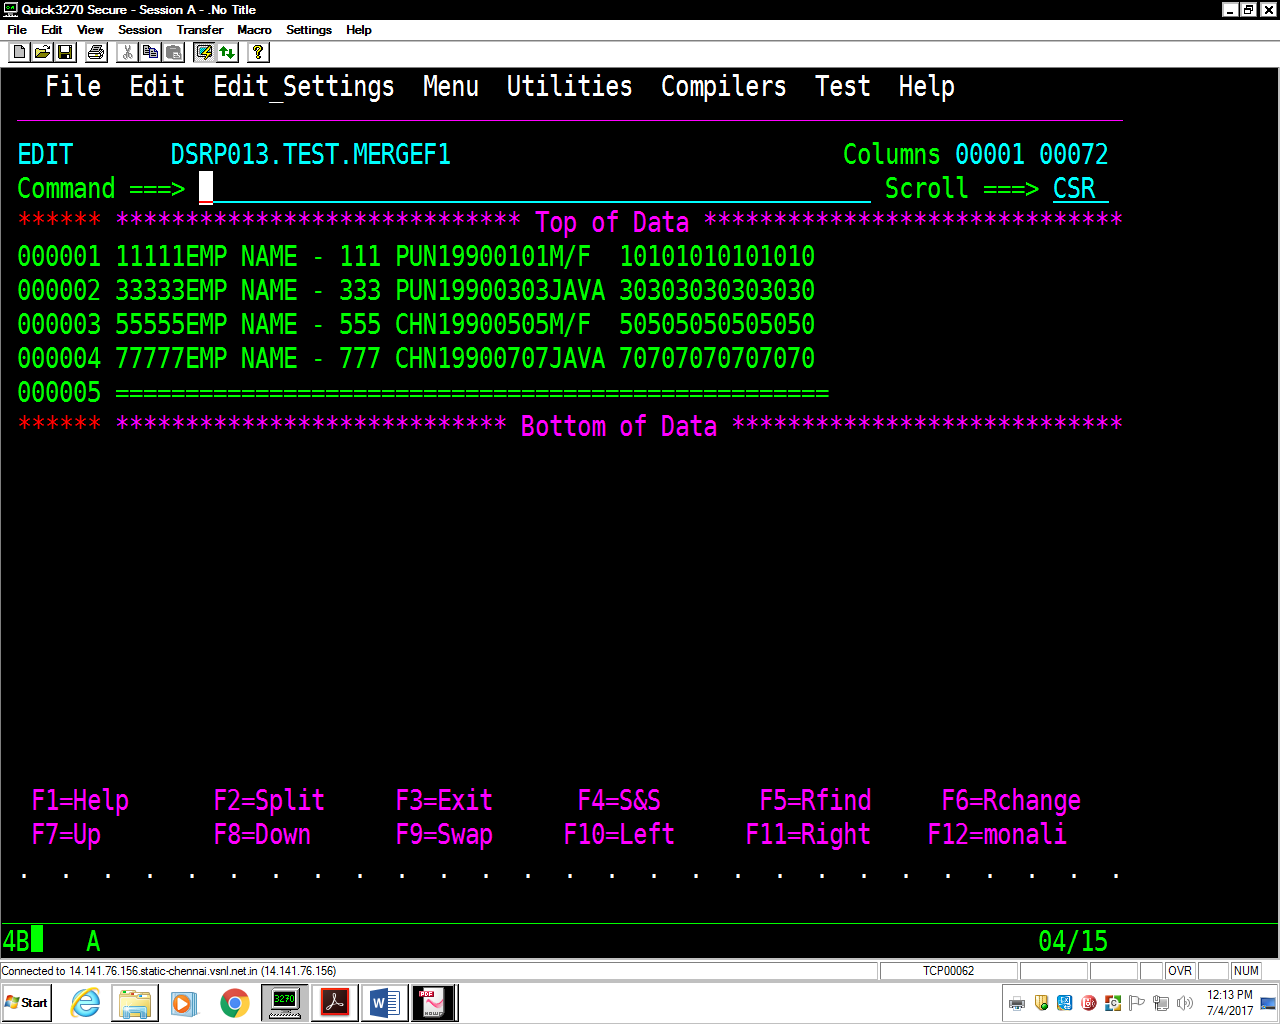 Quick3270 Secure - Session A - .No Title
File Edit View Session Transfer Macro Settings Help
File Edit Edit_Settings Menu Utilities Compilers Test Help
EDIT DSRP013.TEST.MERGEF1 Columns 00001 00072
Command ===> Scroll ===> CSR
****** ***************************** Top of Data ******************************
000001 11111EMP NAME - 111 PUN19900101M/F 10101010101010
000002 33333EMP NAME - 333 PUN19900303JAVA 30303030303030
000003 55555EMP NAME - 555 CHN19900505M/F 50505050505050
000004 77777EMP NAME - 777 CHN19900707JAVA 70707070707070
000005 ===================================================
****** **************************** Bottom of Data ****************************
F1=Help F2=Split F3=Exit F4=S&S F5=Rfind F6=Rchange
F7=Up F8=Down F9=Swap F10=Left F11=Right F12=monali
. . . . . . . . . . . . . . . . . . . . . . . . . . .
4B A 04/15
Connected to 14.141.76.156.static-chennai.vsnl.net.in (14.141.76.156) TCP00062 OVR NUM
Start 3270 12:13 PM
7/4/2017